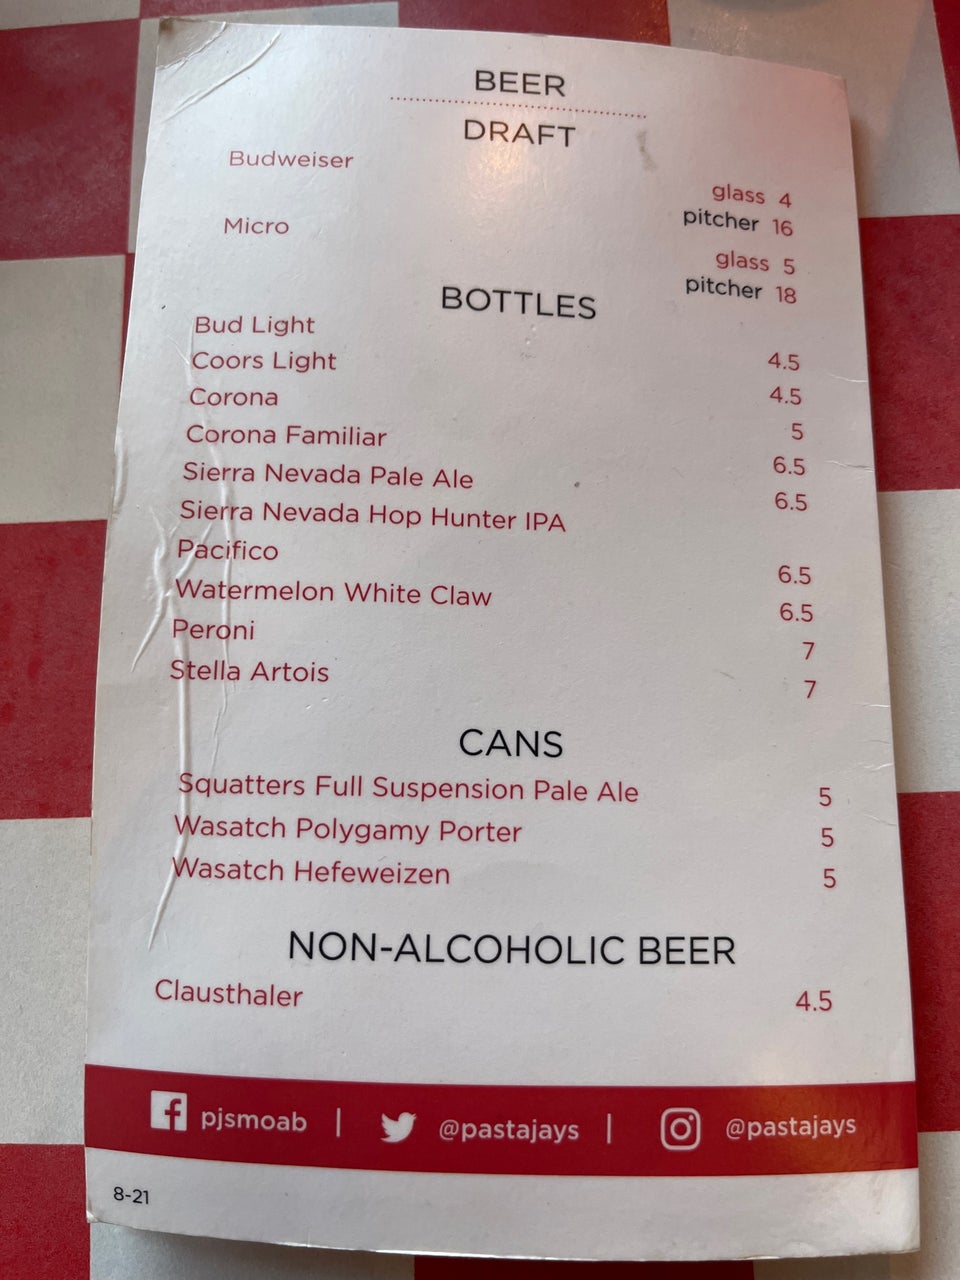 BEER
DRAFT
Budweiser
glass 4
pitcher 16
Micro
glass 5
pitcher 18
BOTTLES
Bud Light 4.5
Coors Light 4.5
Corona 5
Corona Familiar 6.5
Sierra Nevada Pale Ale 6.5
Sierra Nevada Hop Hunter IPA
Pacifico 6.5
Watermelon White Claw 6.5
Peroni 7
Stella Artois 7
CANS
Squatters Full Suspension Pale Ale 5
Wasatch Polygamy Porter 5
Wasatch Hefeweizen 5
NON-ALCOHOLIC BEER
Clausthaler 4.5
pjsmoab | @pastajays | @pastajays
8-21